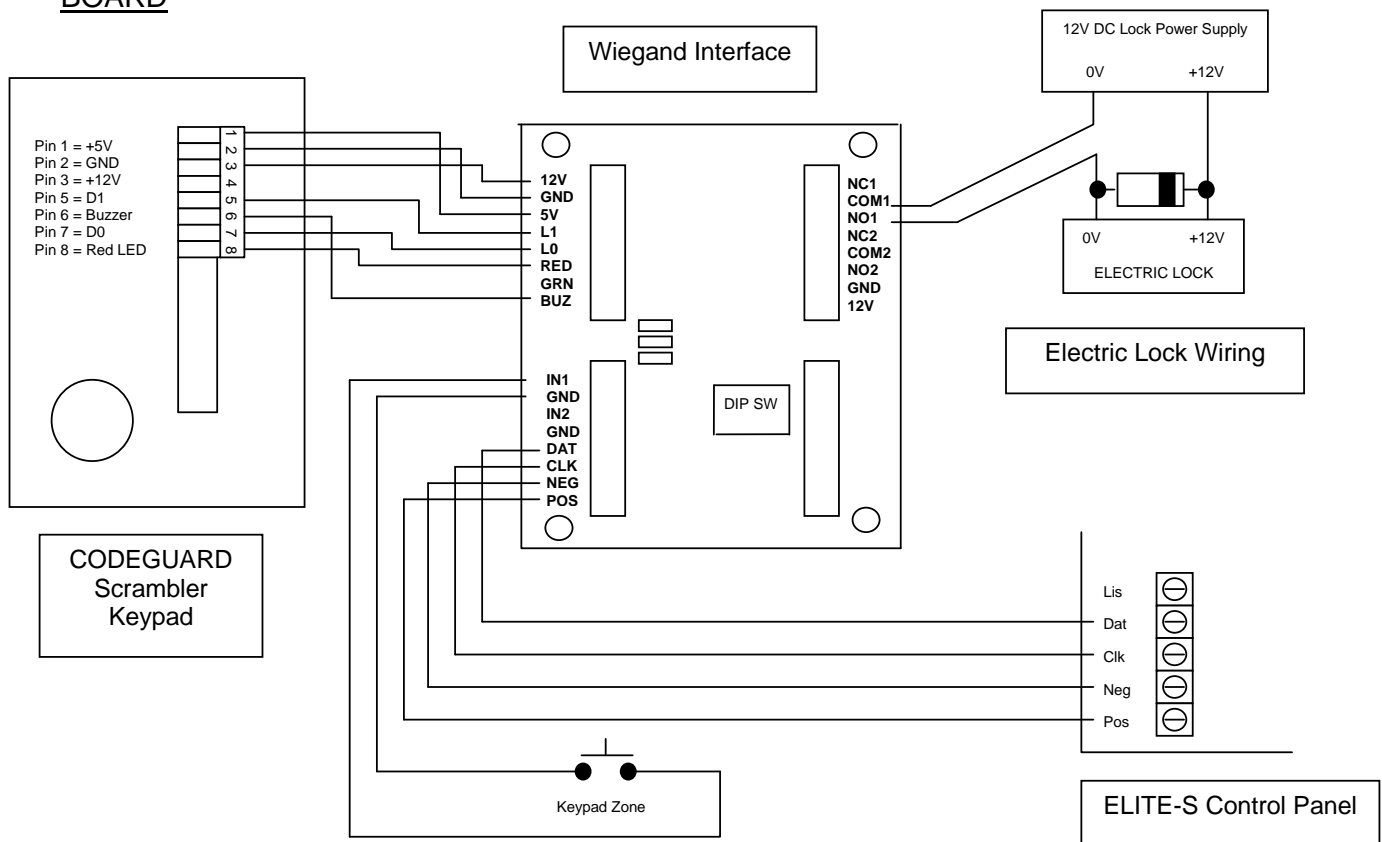 BOARD
Wiegand Interface
12V DC Lock Power Supply
0V +12V
Pin 1 = +5V
Pin 2 = GND
Pin 3 = +12V
Pin 5 = D1
Pin 6 = Buzzer
Pin 7 = D0
Pin 8 = Red LED
1
2
3
4
5
6
7
8
12V
GND
5V
L1
L0
RED
GRN
BUZ
NC1
COM1
NO1
NC2
COM2
NO2
GND
12V
0V +12V
ELECTRIC LOCK
Electric Lock Wiring
IN1
GND
IN2
GND
DAT
CLK
NEG
POS
DIP SW
CODEGUARD
Scrambler
Keypad
Lis
Dat
Clk
Neg
Pos
Keypad Zone
ELITE-S Control Panel